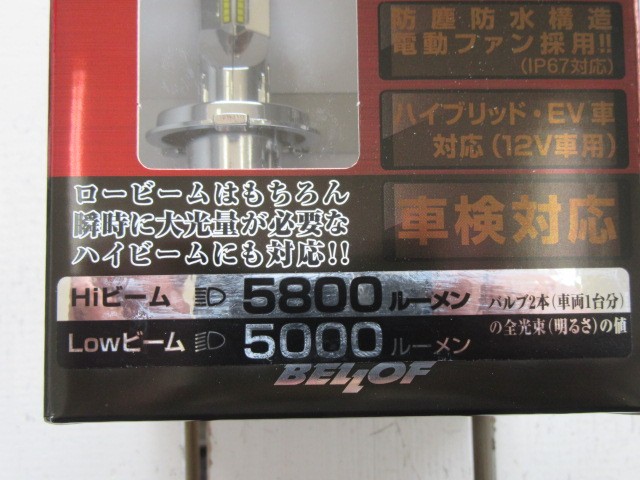 防塵防水構造
電動ファン採用!!
(IP67対応)
ハイブリッド・EV車
対応(12V車用)
車検対応
ロービームはもちろん
瞬時に大光量が必要な
ハイビームにも対応!!
Hiビーム 5800ルーメン
Lowビーム 5000ルーメン
バルブ2本(車両1台分)
の全光束(明るさ)の値
BELLOF